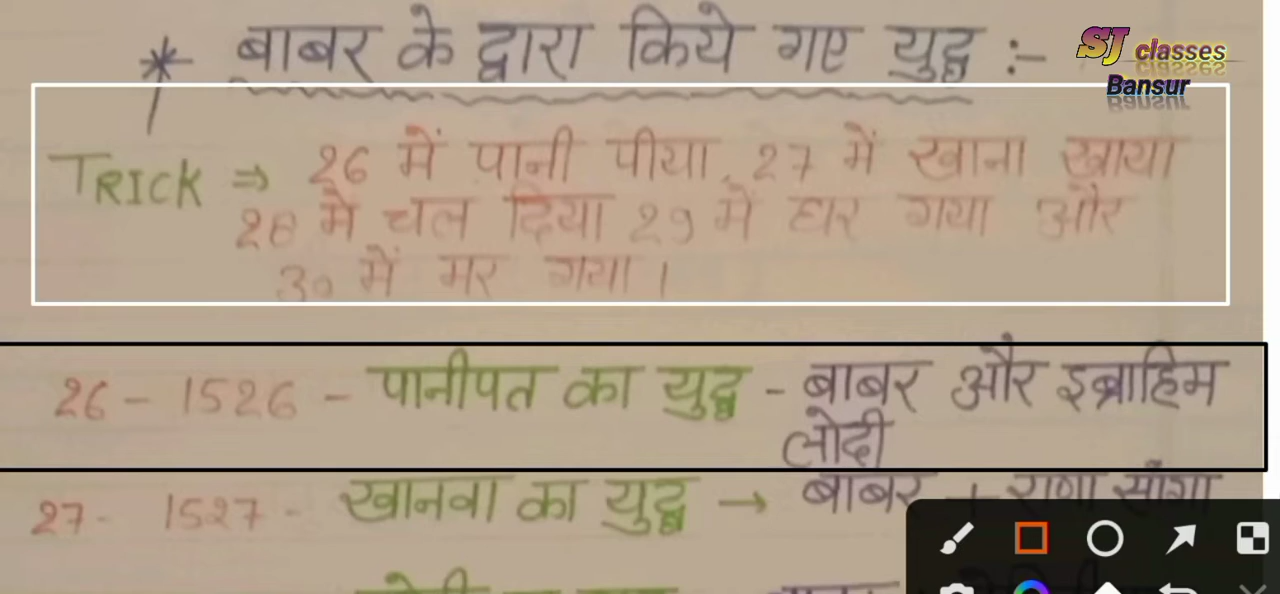 * बाबर के द्वारा किये गए युद्ध :-
SJ classes
Bansur
TRICK ⇒ 26 में पानी पीया, 27 में खाना खाया
28 में चल दिया 29 में हार गया और
30 में मर गया।
26 - 1526 - पानीपत का युद्ध - बाबर और इब्राहिम
लोदी
27 - 1527 - खानवा का युद्ध → बाबर + राणा सांगा